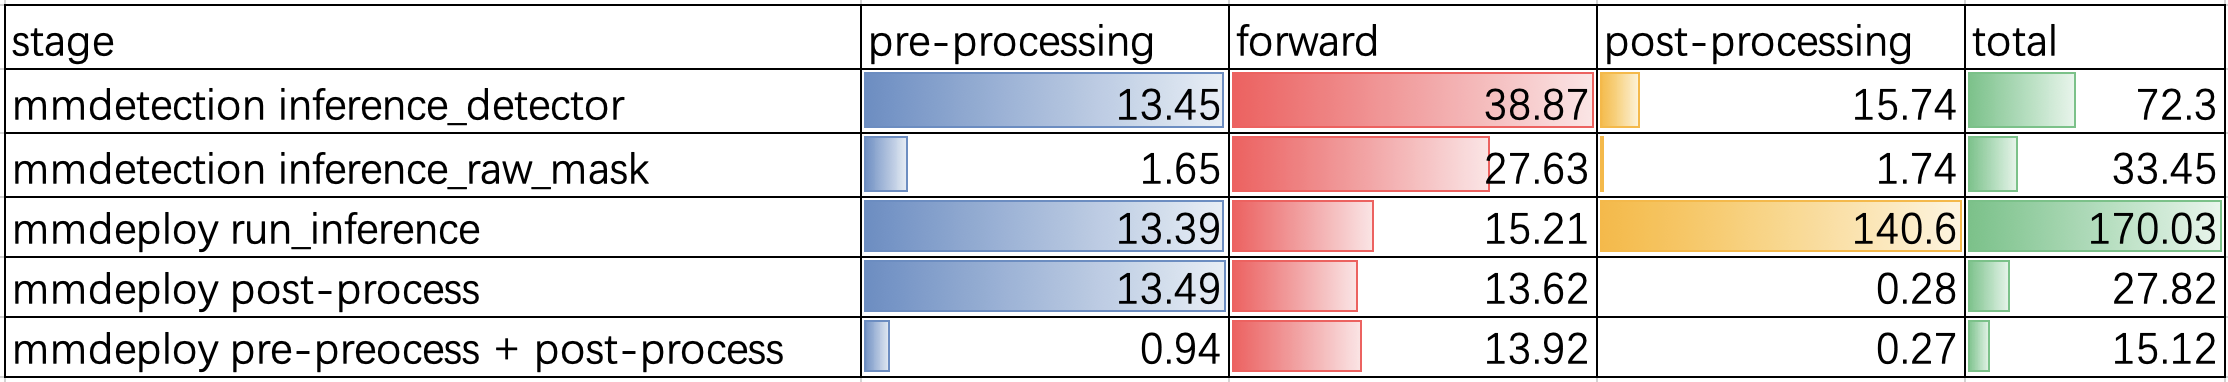 stage pre-processing forward post-processing total
mmdetection inference_detector 13.45 38.87 15.74 72.3
mmdetection inference_raw_mask 1.65 27.63 1.74 33.45
mmdeploy run_inference 13.39 15.21 140.6 170.03
mmdeploy post-process 13.49 13.62 0.28 27.82
mmdeploy pre-preocess + post-process 0.94 13.92 0.27 15.12